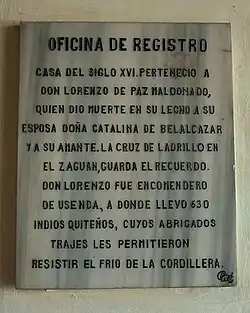 OFICINA DE REGISTRO
CASA DEL SIGLO XVI. PERTENECIO A
DON LORENZO DE PAZ MALDONADO,
QUIEN DIO MUERTE EN SU LECHO A SU
ESPOSA DOÑA CATALINA DE BELALCAZAR
Y A SU AMANTE. LA CRUZ DE LADRILLO EN
EL ZAGUAN, GUARDA EL RECUERDO.
DON LORENZO FUE ENCOMENDERO
DE USENDA, A DONDE LLEVO 630
INDIOS QUITEÑOS, CUYOS ABRIGADOS
TRAJES LES PERMITIERON
RESISTIR EL FRIO DE LA CORDILLERA.